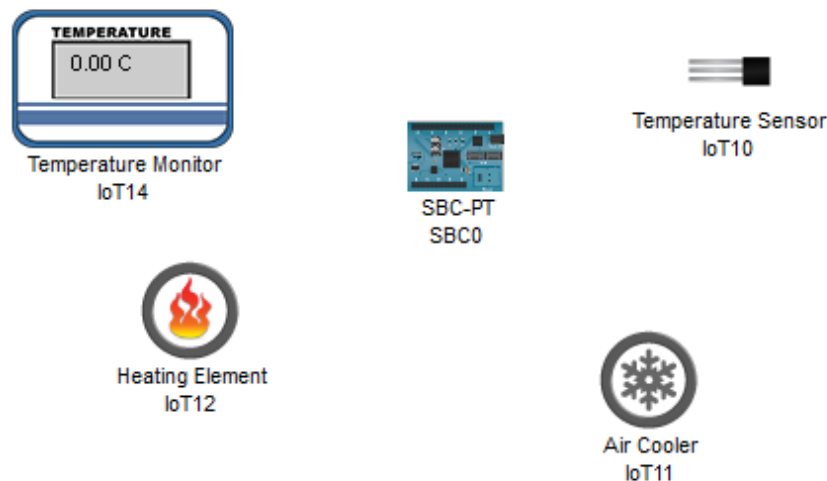 TEMPERATURE
0.00 C
Temperature Monitor
IoT14
SBC-PT
SBC0
Temperature Sensor
IoT10
Heating Element
IoT12
Air Cooler
IoT11